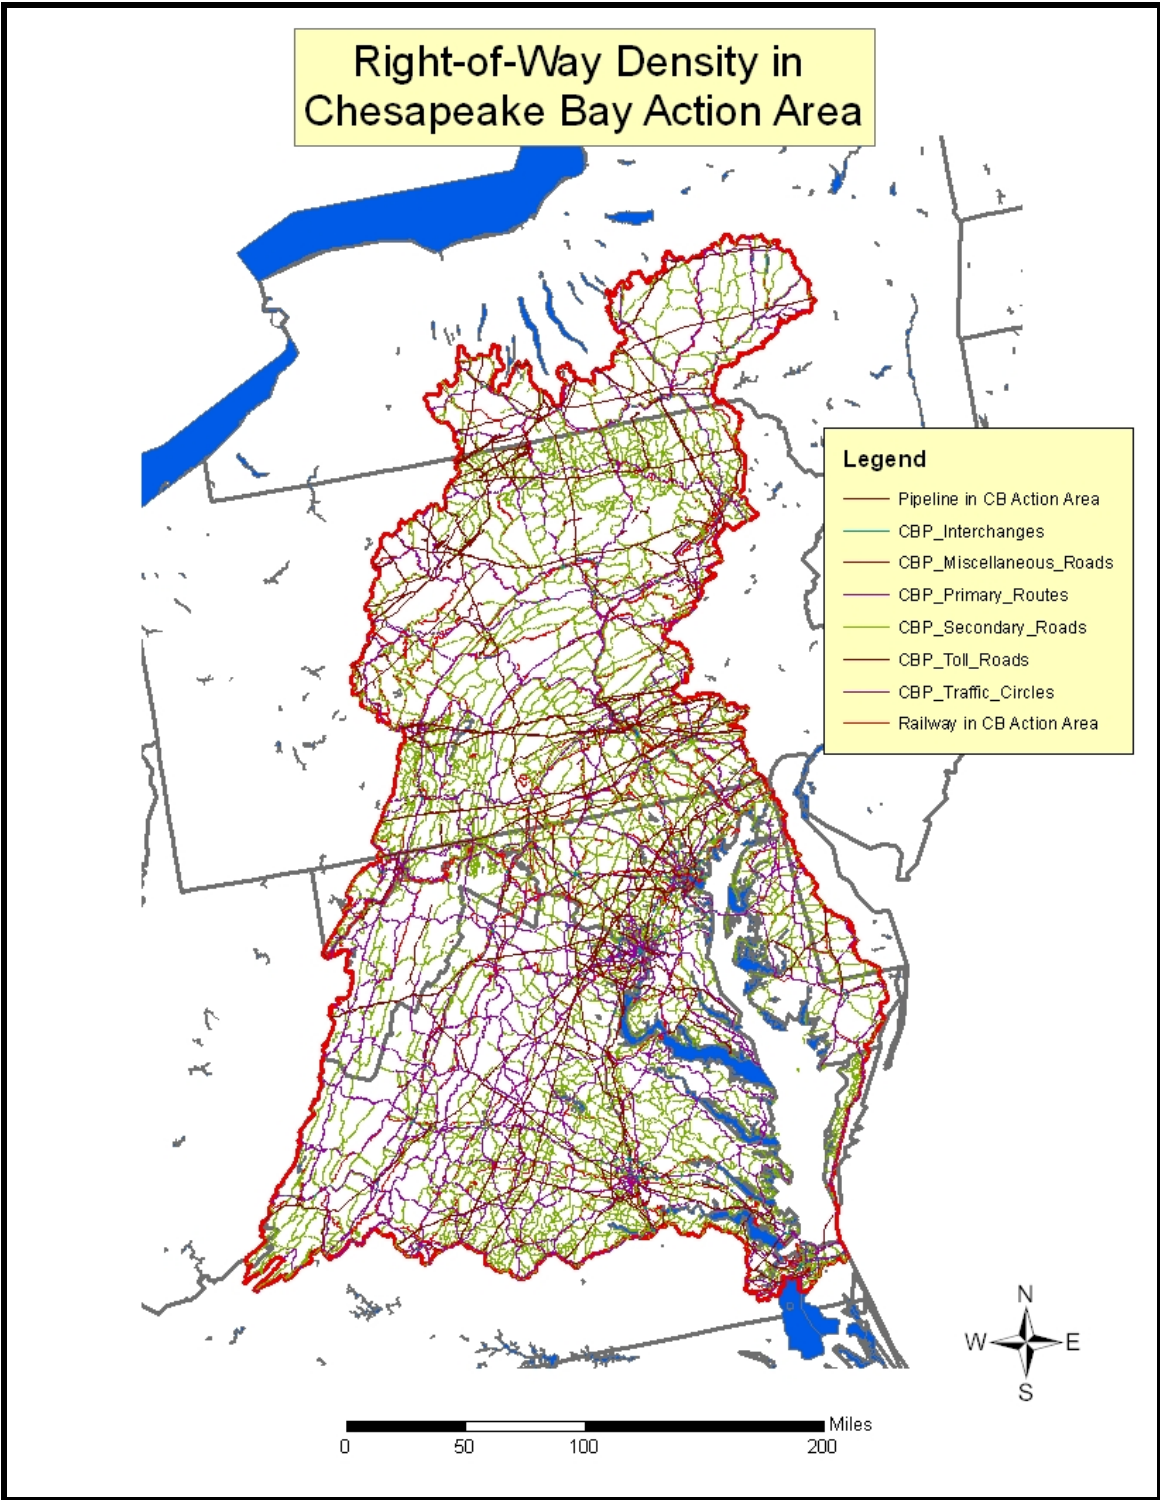 Right-of-Way Density in
Chesapeake Bay Action Area
Legend
Pipeline in CB Action Area
CBP_Interchanges
CBP_Miscellaneous_Roads
CBP_Primary_Routes
CBP_Secondary_Roads
CBP_Toll_Roads
CBP_Traffic_Circles
Railway in CB Action Area
N
W E
S
Miles
0 50 100 200